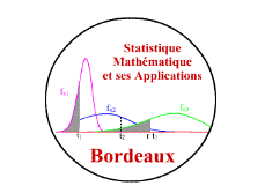 Statistique
Mathématique
et ses Applications
Bordeaux